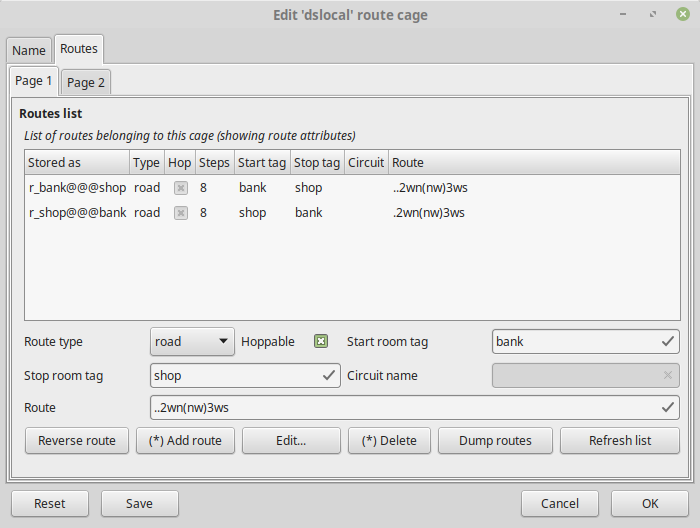 Edit 'dslocal' route cage
Name Routes
Page 1 Page 2
Routes list
List of routes belonging to this cage (showing route attributes)
Stored as Type Hop Steps Start tag Stop tag Circuit Route
r_bank@@@shop road 8 bank shop ..2wn(nw)3ws
r_shop@@@bank road 8 shop bank .2wn(nw)3ws
Route type road Hoppable Start room tag bank
Stop room tag shop Circuit name
Route ..2wn(nw)3ws
Reverse route (*) Add route Edit... (*) Delete Dump routes Refresh list
Reset Save Cancel OK